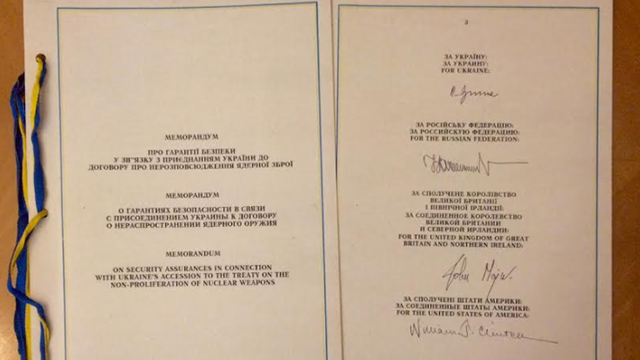 МЕМОРАНДУМ
ПРО ГАРАНТІЇ БЕЗПЕКИ
У ЗВ'ЯЗКУ З ПРИЄДНАННЯМ УКРАЇНИ ДО
ДОГОВОРУ ПРО НЕРОЗПОВСЮДЖЕННЯ ЯДЕРНОЇ ЗБРОЇ
МЕМОРАНДУМ
О ГАРАНТИЯХ БЕЗОПАСНОСТИ В СВЯЗИ
С ПРИСОЕДИНЕНИЕМ УКРАИНЫ К ДОГОВОРУ
О НЕРАСПРОСТРАНЕНИИ ЯДЕРНОГО ОРУЖИЯ
MEMORANDUM
ON SECURITY ASSURANCES IN CONNECTION
WITH UKRAINE'S ACCESSION TO THE TREATY ON THE
NON-PROLIFERATION OF NUCLEAR WEAPONS
3
ЗА УКРАЇНУ:
ЗА УКРАИНУ:
FOR UKRAINE:
ЗА РОСІЙСЬКУ ФЕДЕРАЦІЮ:
ЗА РОССИЙСКУЮ ФЕДЕРАЦИЮ:
FOR THE RUSSIAN FEDERATION:
ЗА СПОЛУЧЕНЕ КОРОЛІВСТВО
ВЕЛИКОЇ БРИТАНІЇ
І ПІВНІЧНОЇ ІРЛАНДІЇ:
ЗА СОЕДИНЕННОЕ КОРОЛЕВСТВО
ВЕЛИКОБРИТАНИИ
И СЕВЕРНОЙ ИРЛАНДИИ:
FOR THE UNITED KINGDOM OF GREAT
BRITAIN AND NORTHERN IRELAND:
John Major
ЗА СПОЛУЧЕНІ ШТАТИ АМЕРИКИ:
ЗА СОЕДИНЕННЫЕ ШТАТЫ АМЕРИКИ:
FOR THE UNITED STATES OF AMERICA:
William J. Clinton